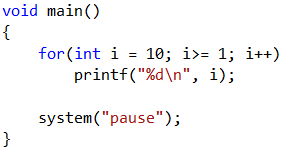 void main()
{
    for(int i = 10; i>= 1; i++)
        printf("%d\n", i);

    system("pause");
}